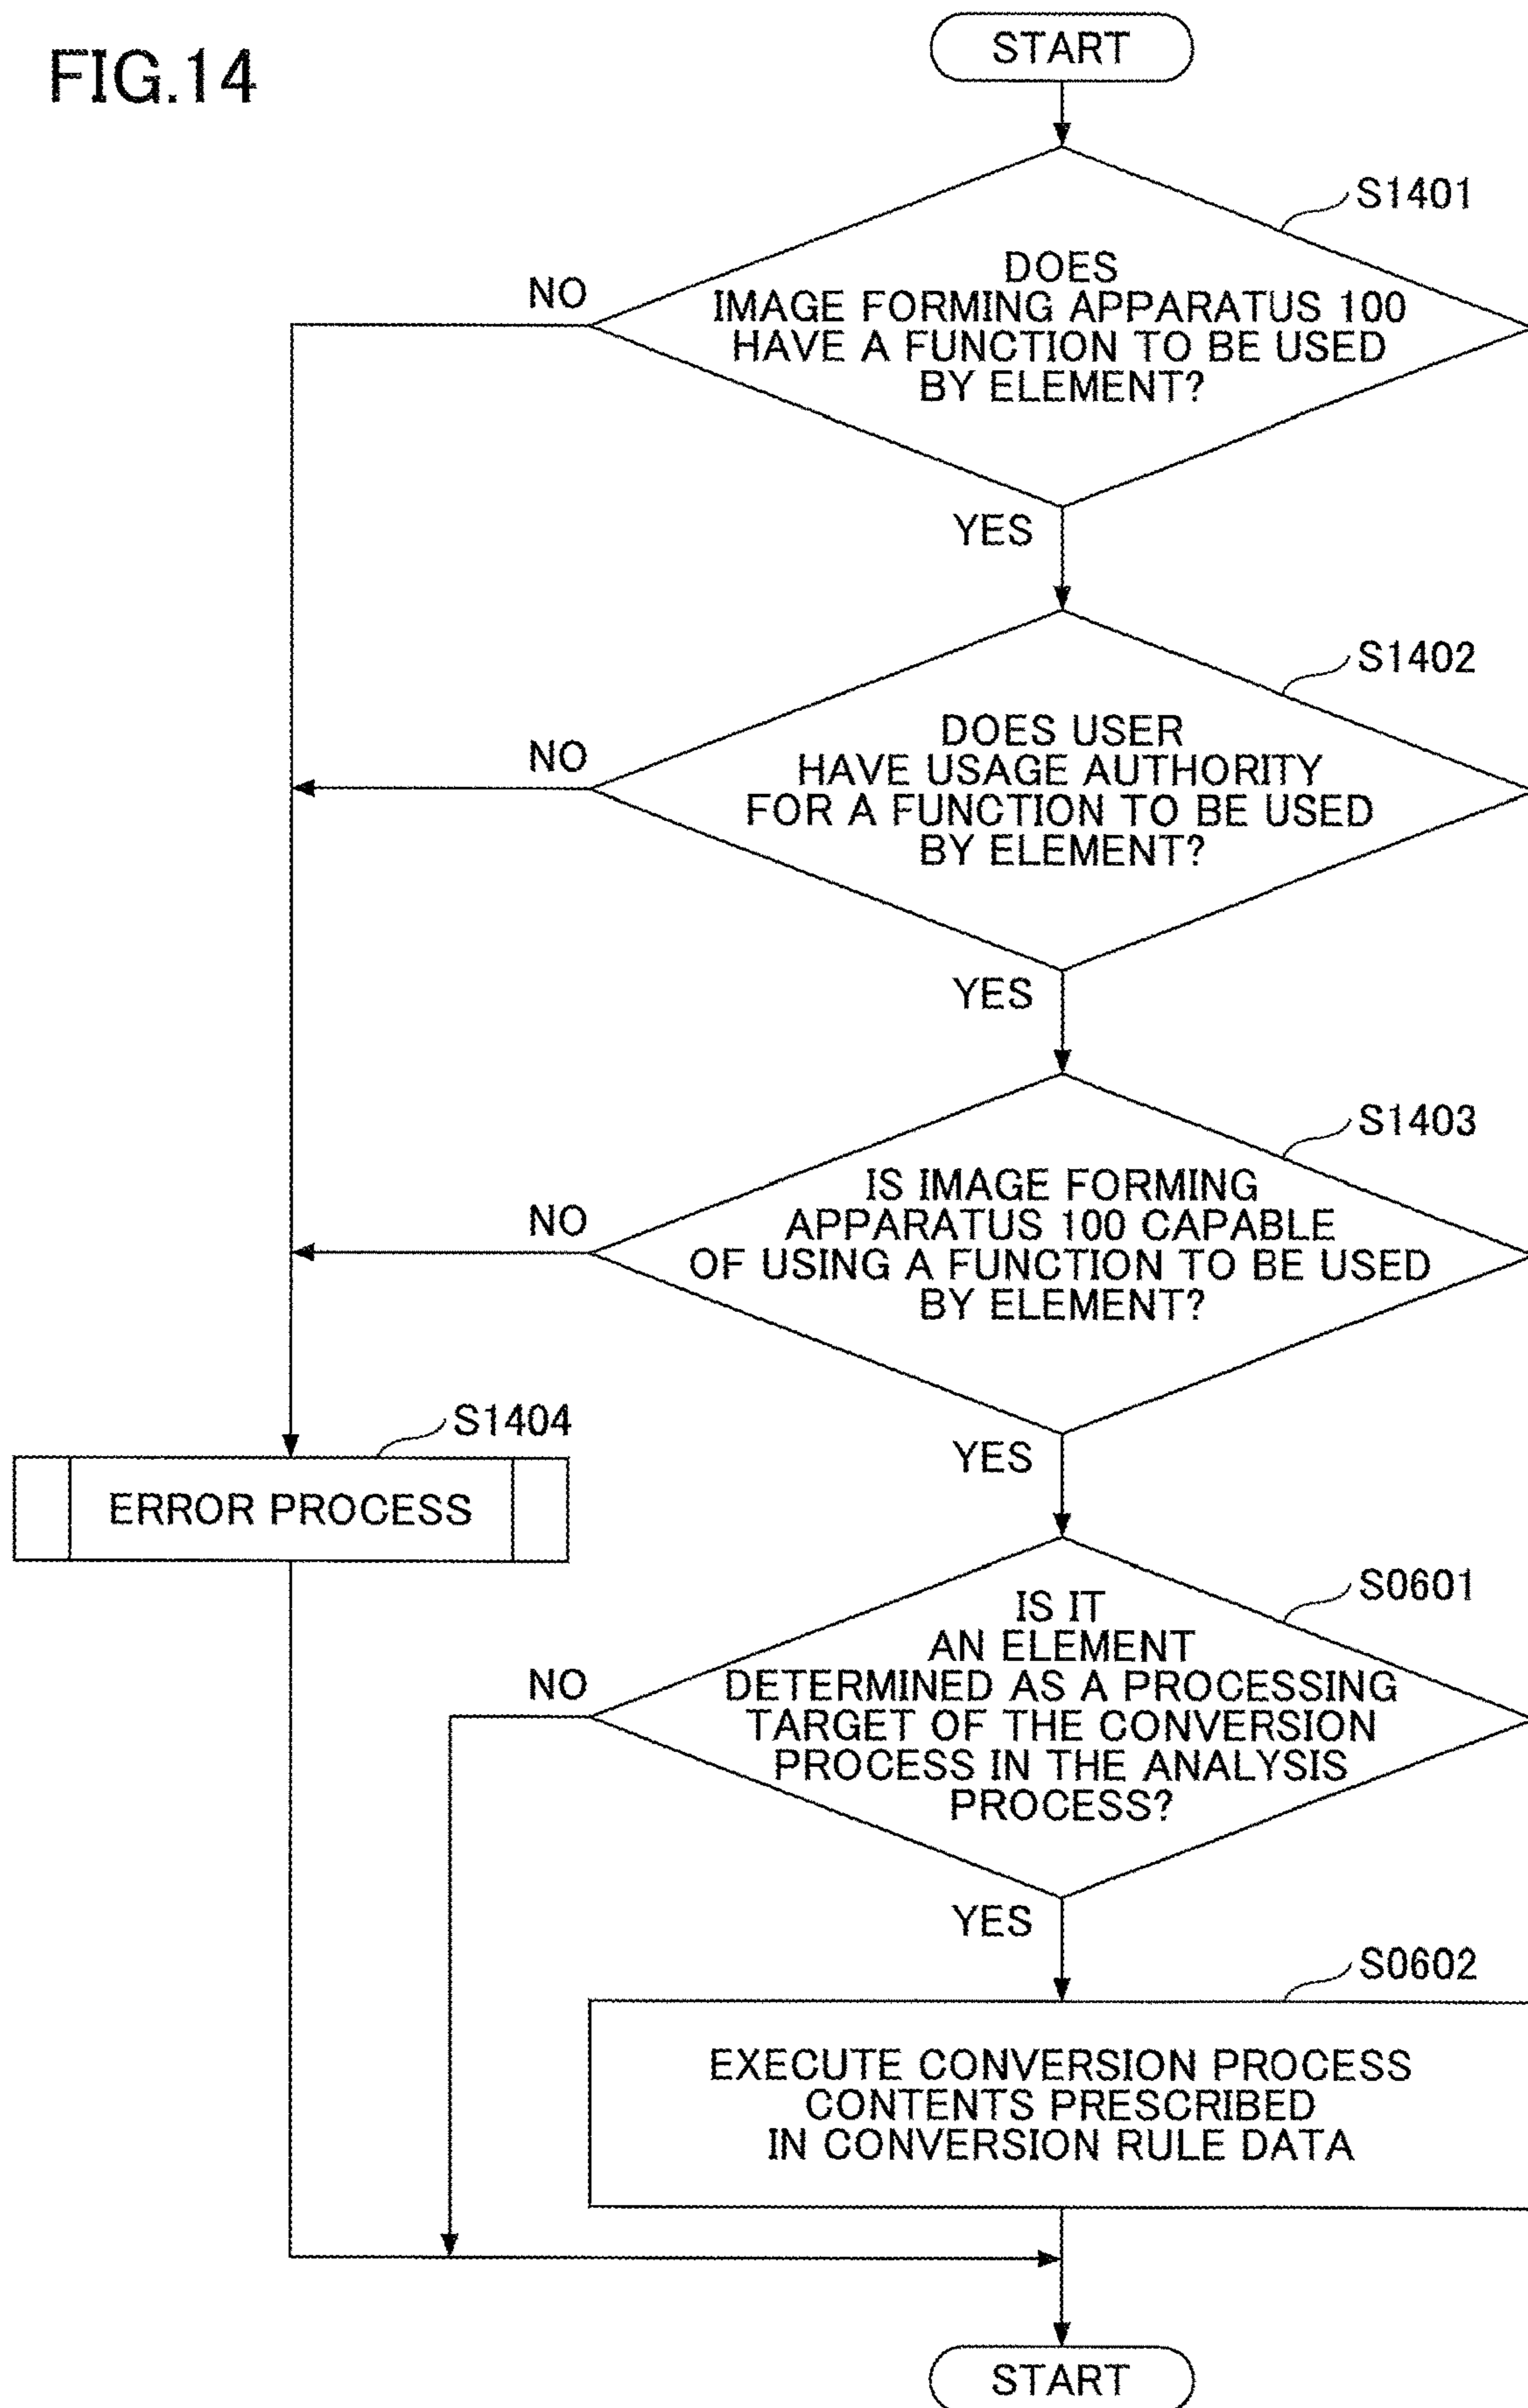 FIG.14
START
S1401
DOES
IMAGE FORMING APPARATUS 100
HAVE A FUNCTION TO BE USED
BY ELEMENT?
NO
YES
S1402
DOES USER
HAVE USAGE AUTHORITY
FOR A FUNCTION TO BE USED
BY ELEMENT?
NO
YES
S1403
IS IMAGE FORMING
APPARATUS 100 CAPABLE
OF USING A FUNCTION TO BE USED
BY ELEMENT?
NO
YES
S1404
ERROR PROCESS
S0601
IS IT
AN ELEMENT
DETERMINED AS A PROCESSING
TARGET OF THE CONVERSION
PROCESS IN THE ANALYSIS
PROCESS?
NO
YES
S0602
EXECUTE CONVERSION PROCESS
CONTENTS PRESCRIBED
IN CONVERSION RULE DATA
START